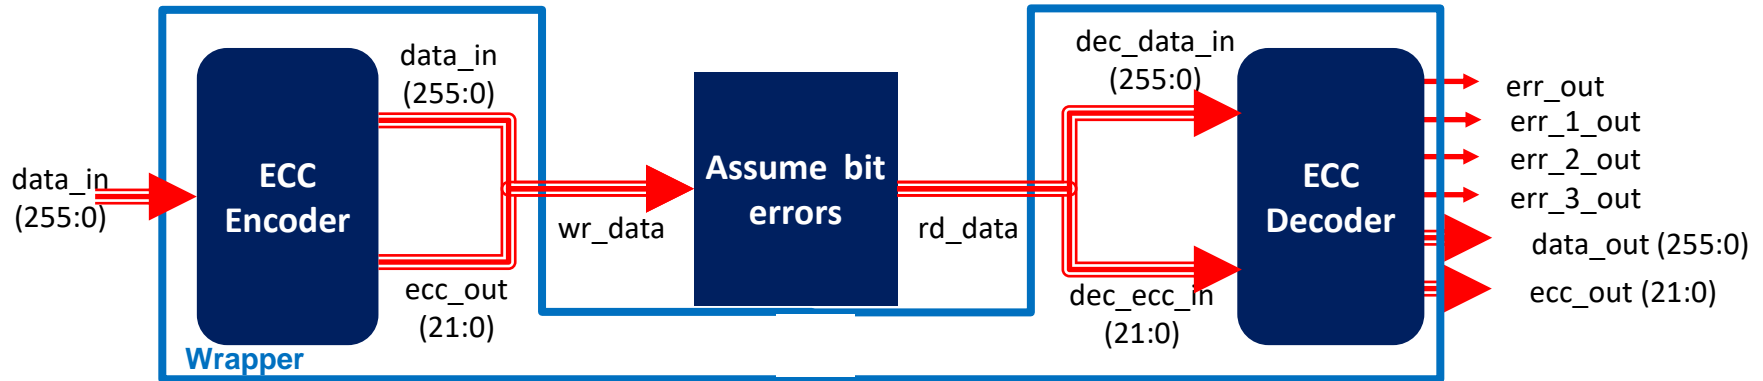 data_in
(255:0)
ECC
Encoder
data_in
(255:0)
ecc_out
(21:0)
Wrapper
wr_data
Assume bit
errors
rd_data
dec_data_in
(255:0)
dec_ecc_in
(21:0)
ECC
Decoder
err_out
err_1_out
err_2_out
err_3_out
data_out (255:0)
ecc_out (21:0)